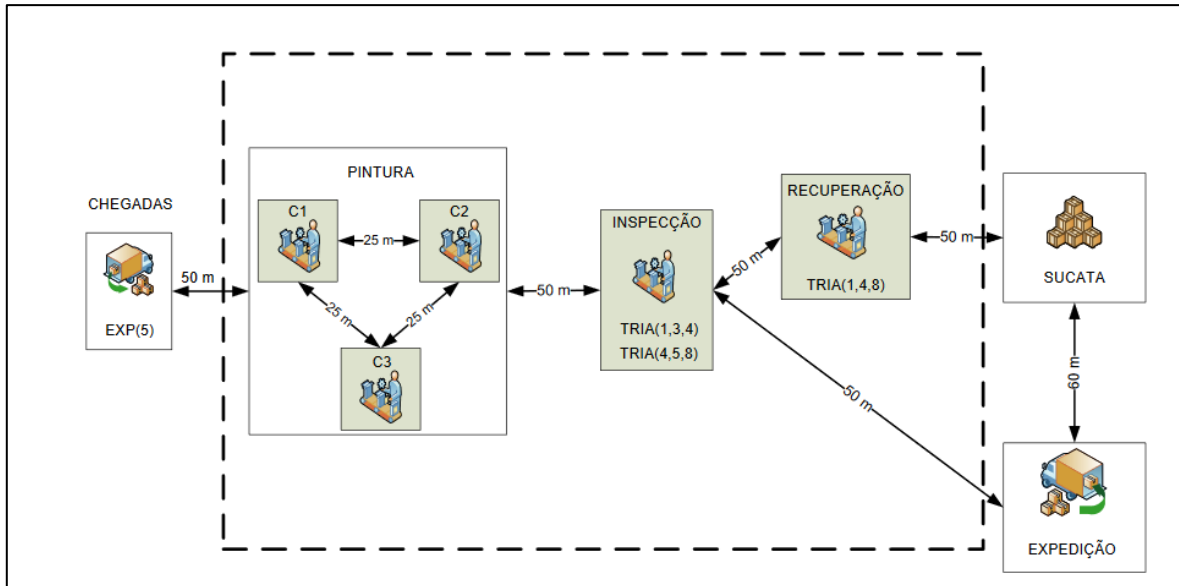 CHEGADAS
EXP(5)
50 m
PINTURA
C1
C2
25 m
25 m
25 m
C3
50 m
INSPECÇÃO
TRIA(1,3,4)
TRIA(4,5,8)
50 m
RECUPERAÇÃO
TRIA(1,4,8)
50 m
50 m
SUCATA
60 m
EXPEDIÇÃO